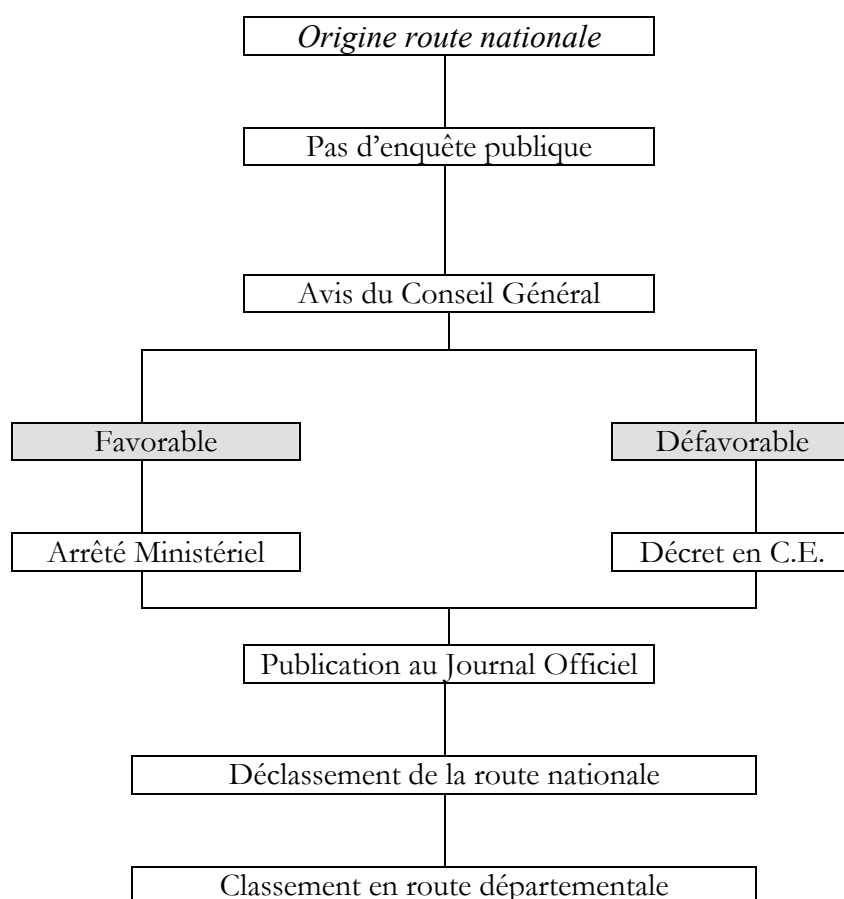 Origine route nationale
Pas d’enquête publique
Avis du Conseil Général
Favorable
Défavorable
Arrêté Ministériel
Décret en C.E.
Publication au Journal Officiel
Déclassement de la route nationale
Classement en route départementale